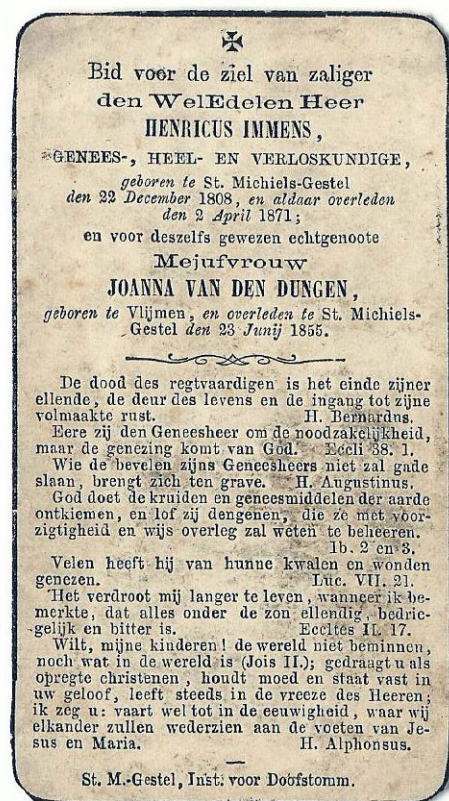 Bid voor de ziel van zaliger
den WelEdelen Heer
HENRICUS IMMENS,
GENEES-, HEEL- EN VERLOSKUNDIGE,
geboren te St. Michiels-Gestel
den 22 December 1808, en aldaar overleden
den 2 April 1871;
en voor deszelfs gewezen echtgenoote
Mejufvrouw
JOANNA VAN DEN DUNGEN,
geboren te Vlijmen, en overleden te St. Michiels-
Gestel den 23 Junij 1855.
De dood des regtvaardigen is het einde zijner
ellende, de deur des levens en de ingang tot zijne
volmaakte rust. H. Bernardus.
Eere zij den Geneesheer om de noodzakelijkheid,
maar de genezing komt van God. Eccli 38. 1.
Wie de bevelen zijns Geneesheers niet zal gade
slaan, brengt zich ten grave. H. Augustinus.
God doet de kruiden en geneesmiddelen der aarde
ontkiemen, en lof zij dengenen, die ze met voor-
zigtigheid en wijs overleg zal weten te beheeren.
Ib. 2 en 3.
Velen heeft hij van hunne kwalen en wonden
genezen. Luc. VII. 21.
Het verdroot mij langer te leven, wanneer ik be-
merkte, dat alles onder de zon ellendig, bedrie-
gelijk en bitter is. Eccltes II. 17.
Wilt, mijne kinderen! de wereld niet beminnen,
noch wat in de wereld is (Jois II.); gedraagt u als
opregte christenen, houdt moed en staat vast in
uw geloof, leeft steeds in de vreeze des Heeren;
ik zeg u: vaart wel tot in de eeuwigheid, waar wij
elkander zullen wederzien aan de voeten van Je-
sus en Maria. H. Alphonsus.
St. M.-Gestel, Inst. voor Doofstomm.